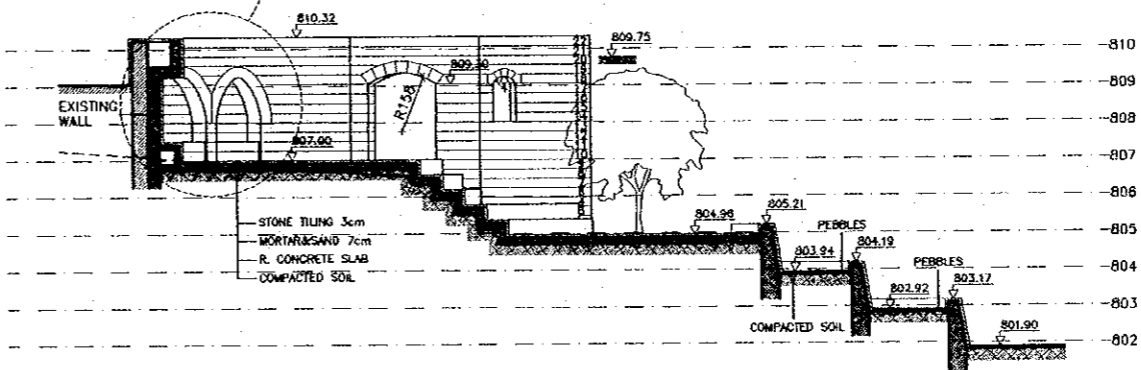 810.32
809.75
-810
809.30
-809
EXISTING
WALL
R158
-808
807.00
-807
-806
805.21
804.96
PEBBLES
-805
STONE TILING 3cm
MORTAR&SAND 7cm
R. CONCRETE SLAB
COMPACTED SOIL
803.94
804.19
PEBBLES
-804
802.92
803.17
-803
COMPACTED SOIL
801.90
-802